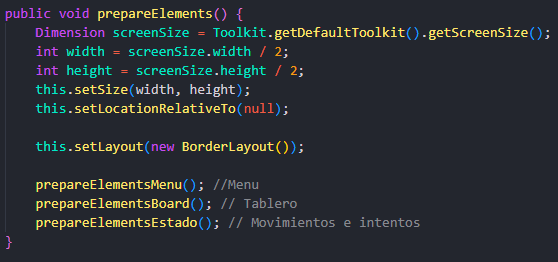 public void prepareElements() {
    Dimension screenSize = Toolkit.getDefaultToolkit().getScreenSize();
    int width = screenSize.width / 2;
    int height = screenSize.height / 2;
    this.setSize(width, height);
    this.setLocationRelativeTo(null);

    this.setLayout(new BorderLayout());

    prepareElementsMenu(); //Menu
    prepareElementsBoard(); // Tablero
    prepareElementsEstado(); // Movimientos e intentos
}